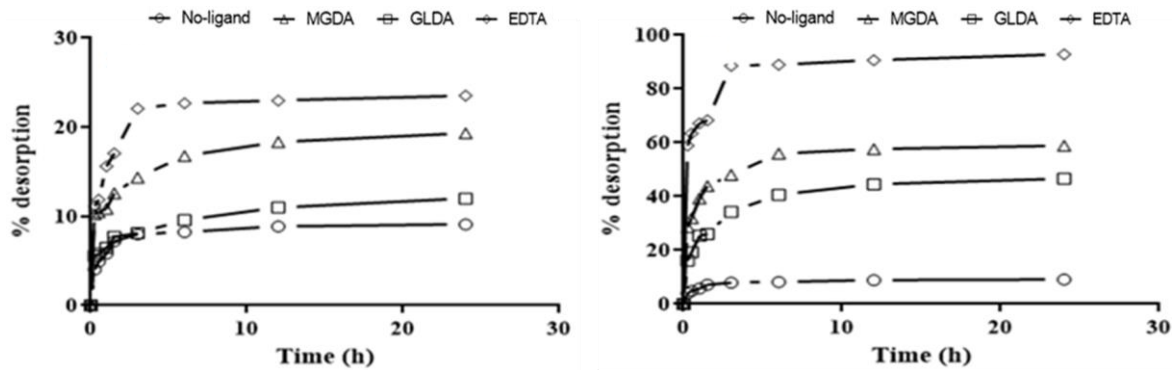 No-ligand MGDA GLDA EDTA
30
20
10
0
% desorption
0 10 20 30
Time (h)
No-ligand MGDA GLDA EDTA
100
80
60
40
20
0
% desorption
0 10 20 30
Time (h)